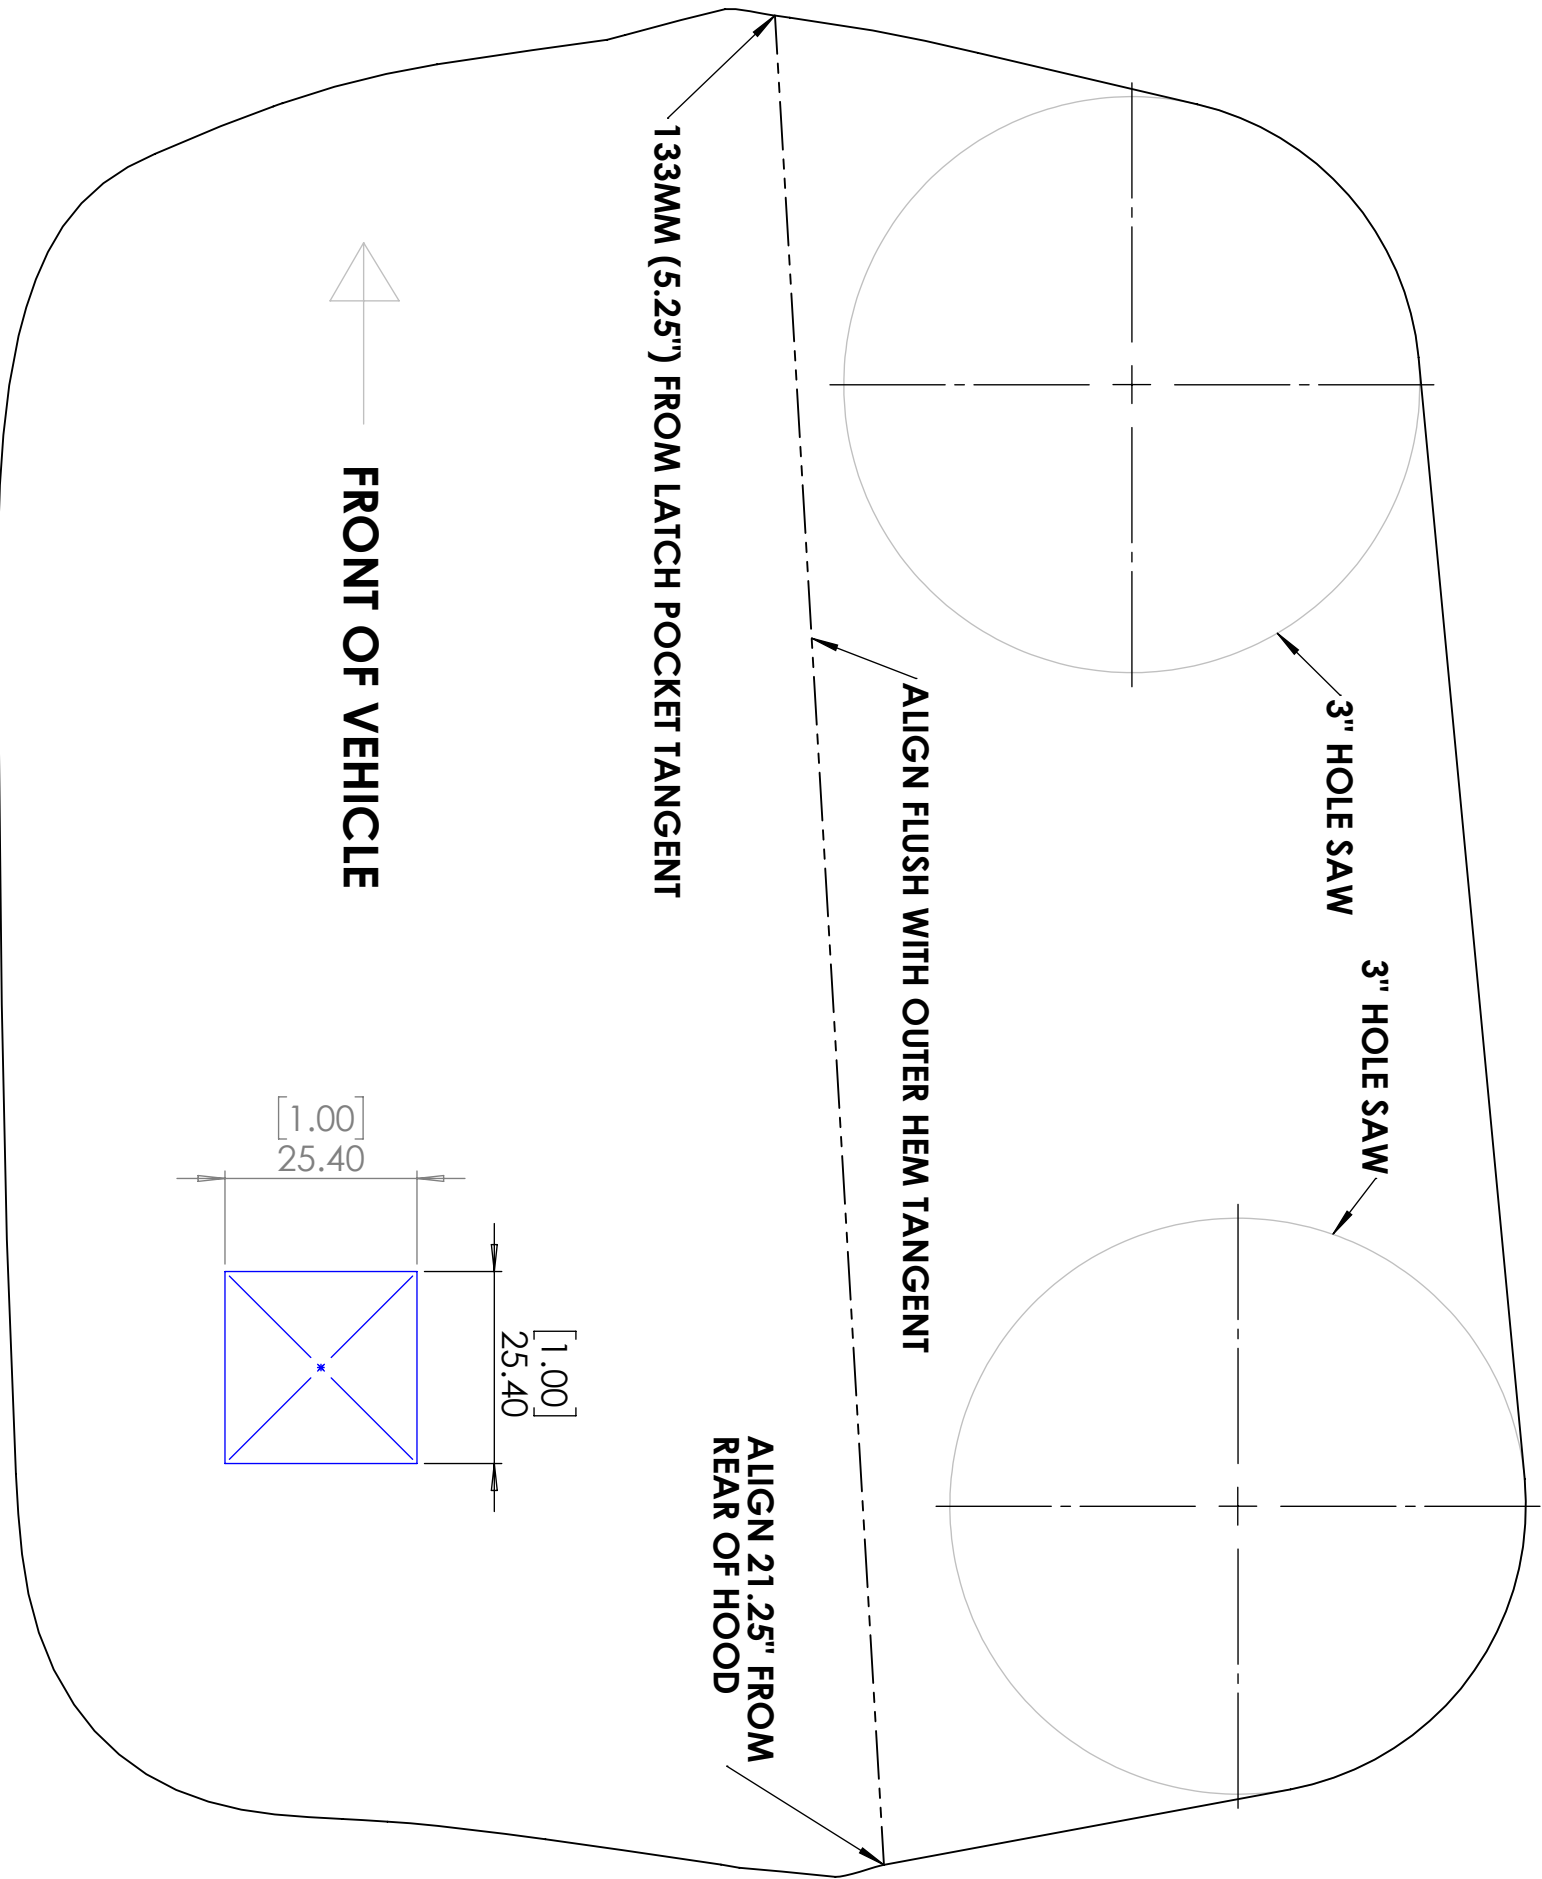 3" HOLE SAW
3" HOLE SAW
ALIGN FLUSH WITH OUTER HEM TANGENT
ALIGN 21.25" FROM
REAR OF HOOD
133MM (5.25") FROM LATCH POCKET TANGENT
[1.00]
25.40
FRONT OF VEHICLE
[1.00]
25.40